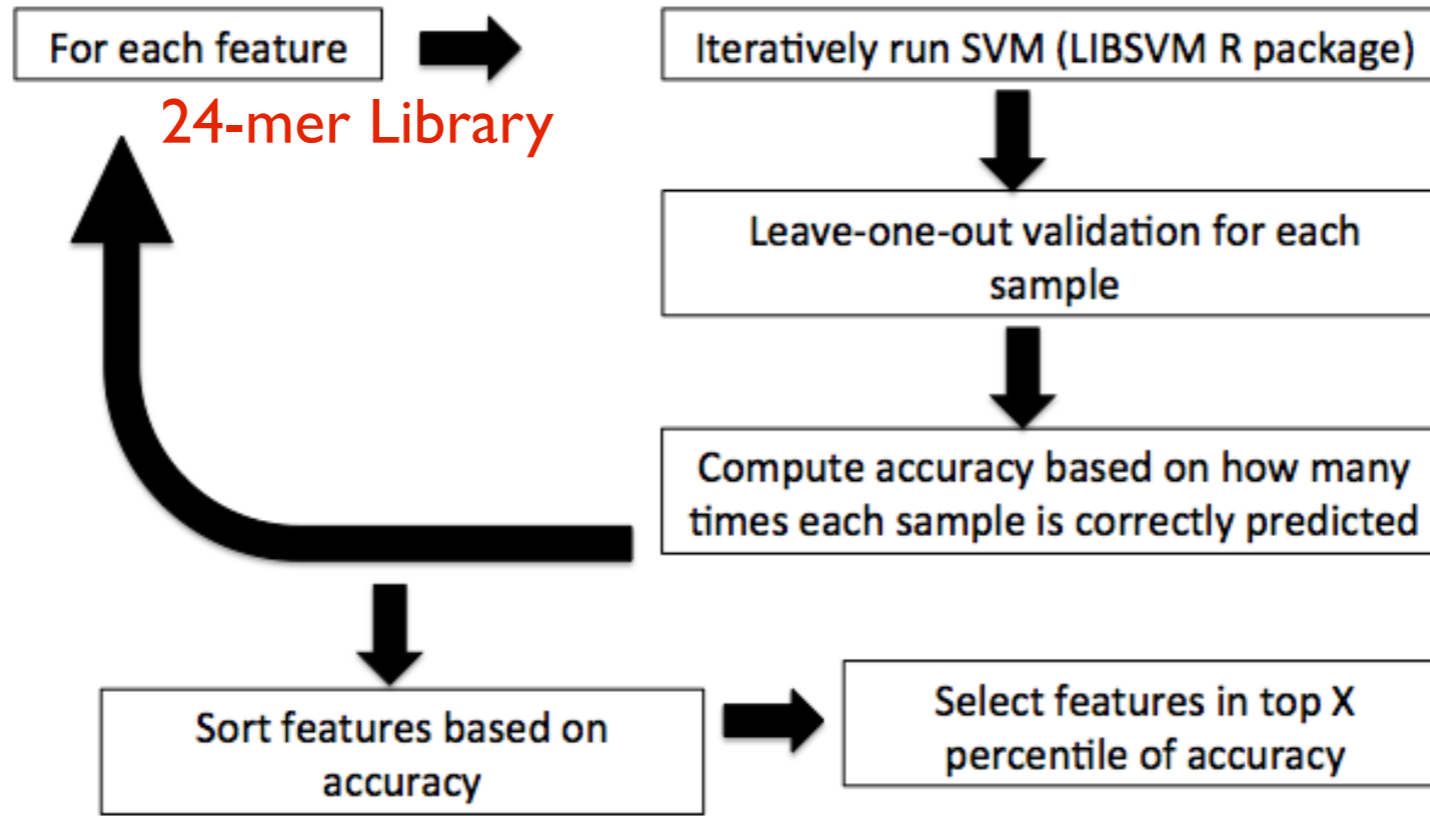 For each feature
24-mer Library
Iteratively run SVM (LIBSVM R package)
Leave-one-out validation for each
sample
Compute accuracy based on how many
times each sample is correctly predicted
Sort features based on
accuracy
Select features in top X
percentile of accuracy